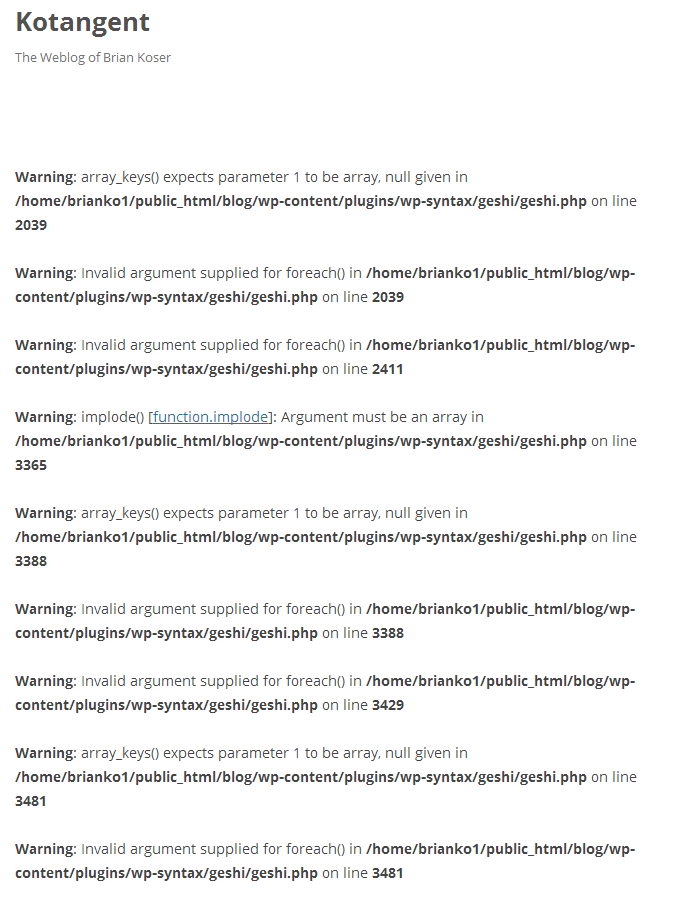 Kotangent
The Weblog of Brian Koser
Warning: array_keys() expects parameter 1 to be array, null given in
/home/brianko1/public_html/blog/wp-content/plugins/wp-syntax/geshi/geshi.php on line
2039
Warning: Invalid argument supplied for foreach() in /home/brianko1/public_html/blog/wp-
content/plugins/wp-syntax/geshi/geshi.php on line 2039
Warning: Invalid argument supplied for foreach() in /home/brianko1/public_html/blog/wp-
content/plugins/wp-syntax/geshi/geshi.php on line 2411
Warning: implode() [function.implode]: Argument must be an array in
/home/brianko1/public_html/blog/wp-content/plugins/wp-syntax/geshi/geshi.php on line
3365
Warning: array_keys() expects parameter 1 to be array, null given in
/home/brianko1/public_html/blog/wp-content/plugins/wp-syntax/geshi/geshi.php on line
3388
Warning: Invalid argument supplied for foreach() in /home/brianko1/public_html/blog/wp-
content/plugins/wp-syntax/geshi/geshi.php on line 3388
Warning: Invalid argument supplied for foreach() in /home/brianko1/public_html/blog/wp-
content/plugins/wp-syntax/geshi/geshi.php on line 3429
Warning: array_keys() expects parameter 1 to be array, null given in
/home/brianko1/public_html/blog/wp-content/plugins/wp-syntax/geshi/geshi.php on line
3481
Warning: Invalid argument supplied for foreach() in /home/brianko1/public_html/blog/wp-
content/plugins/wp-syntax/geshi/geshi.php on line 3481